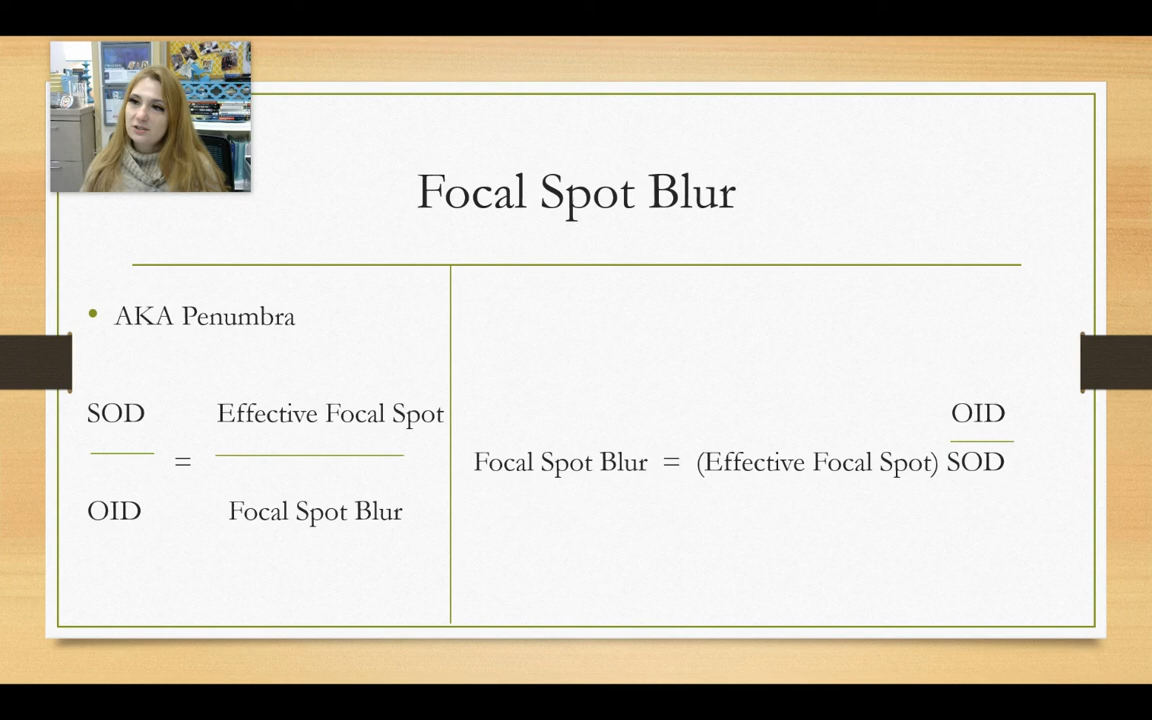 Focal Spot Blur
• AKA Penumbra
SOD Effective Focal Spot
=
OID Focal Spot Blur
OID
Focal Spot Blur = (Effective Focal Spot) SOD